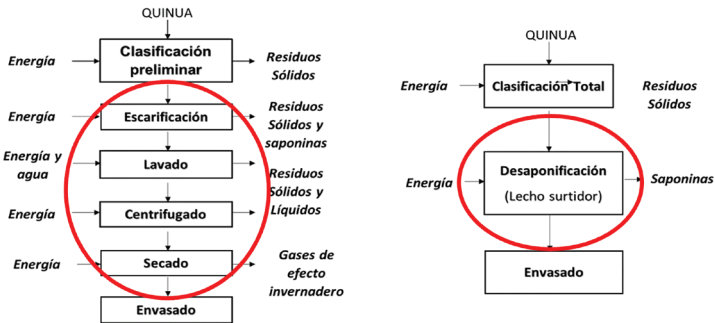 QUINUA
Clasificación
preliminar
Energía
Residuos
Sólidos
Energía
Escarificación
Residuos
Sólidos y
saponinas
Energía y
agua
Lavado
Residuos
Sólidos y
Líquidos
Energía
Centrifugado
Energía
Secado
Gases de
efecto
invernadero
Envasado
QUINUA
Energía
Clasificación Total
Residuos
Sólidos
Energía
Desaponificación
(Lecho surtidor)
Saponinas
Envasado